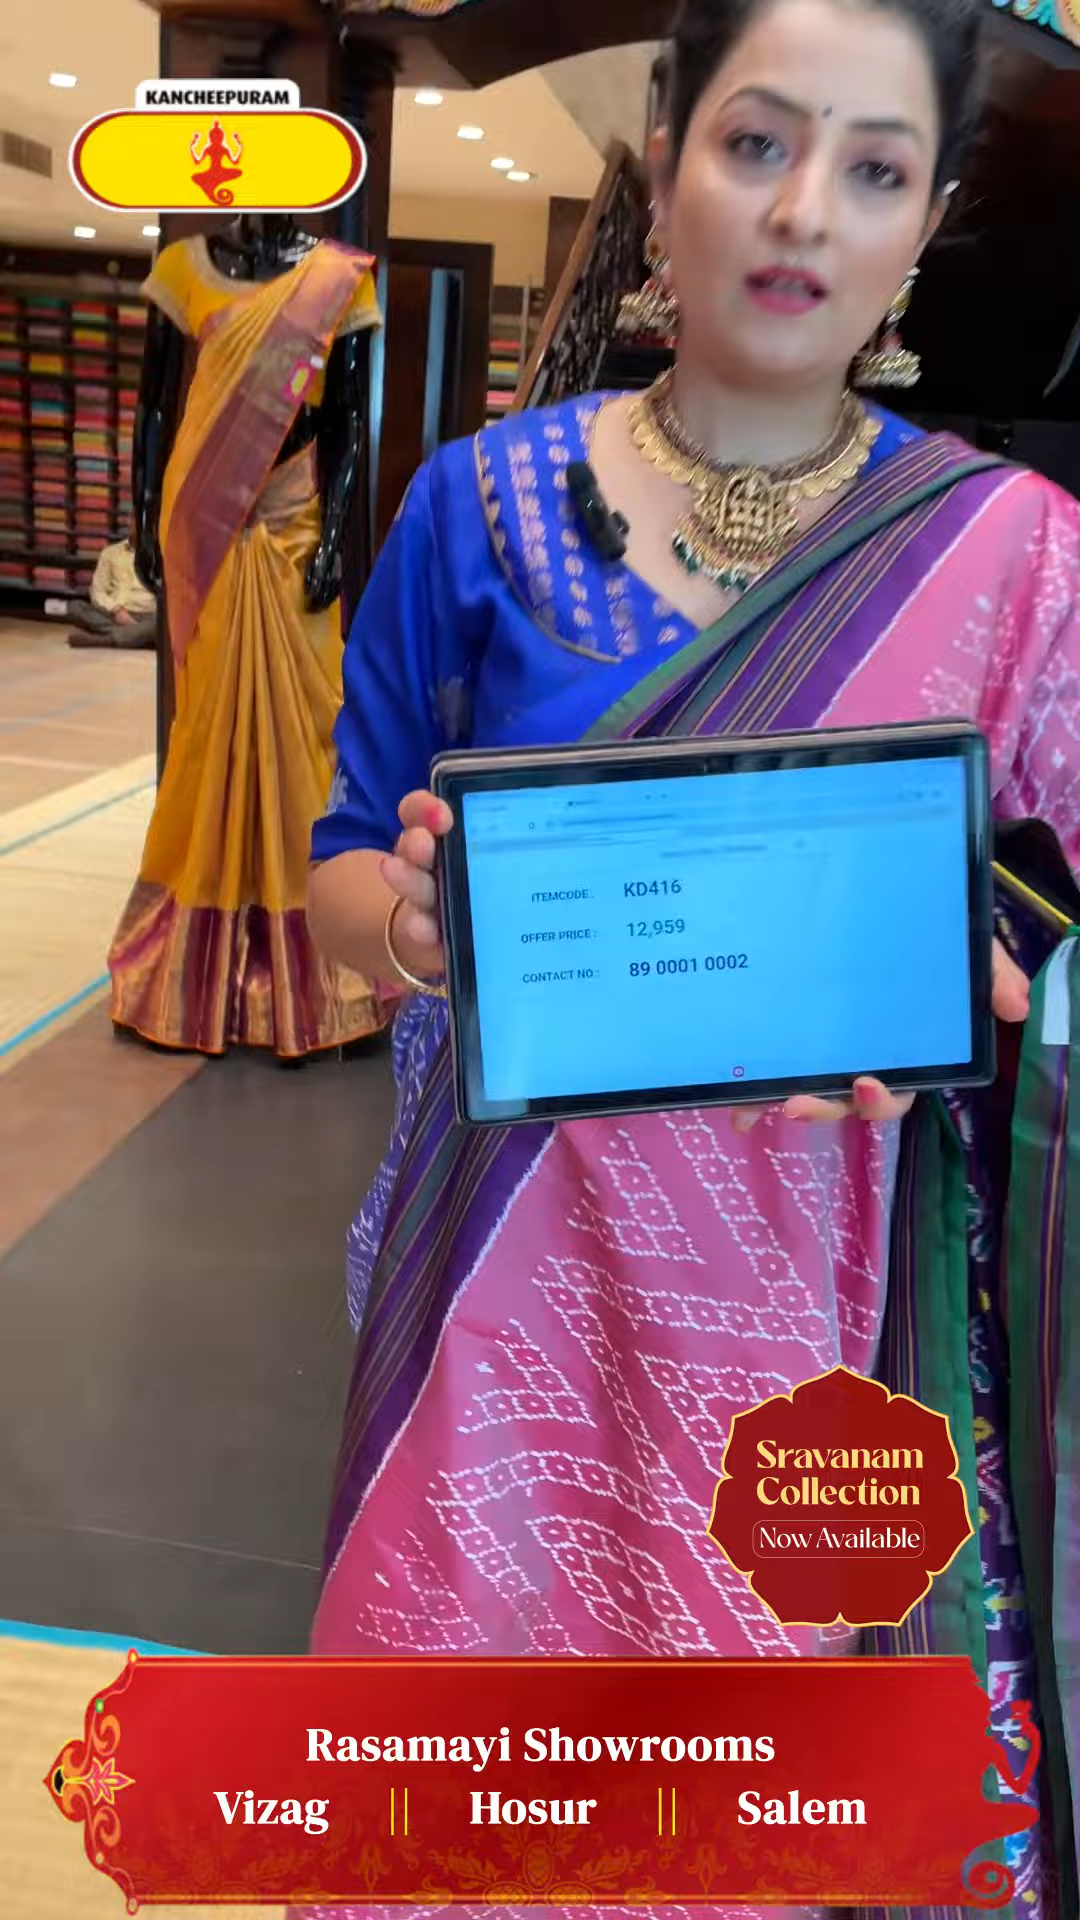 KANCHEEPURAM
ITEMCODE : KD416
OFFER PRICE : 12,959
CONTACT NO : 89 0001 0002
Sravanam
Collection
Now Available
Rasamayi Showrooms
Vizag || Hosur || Salem